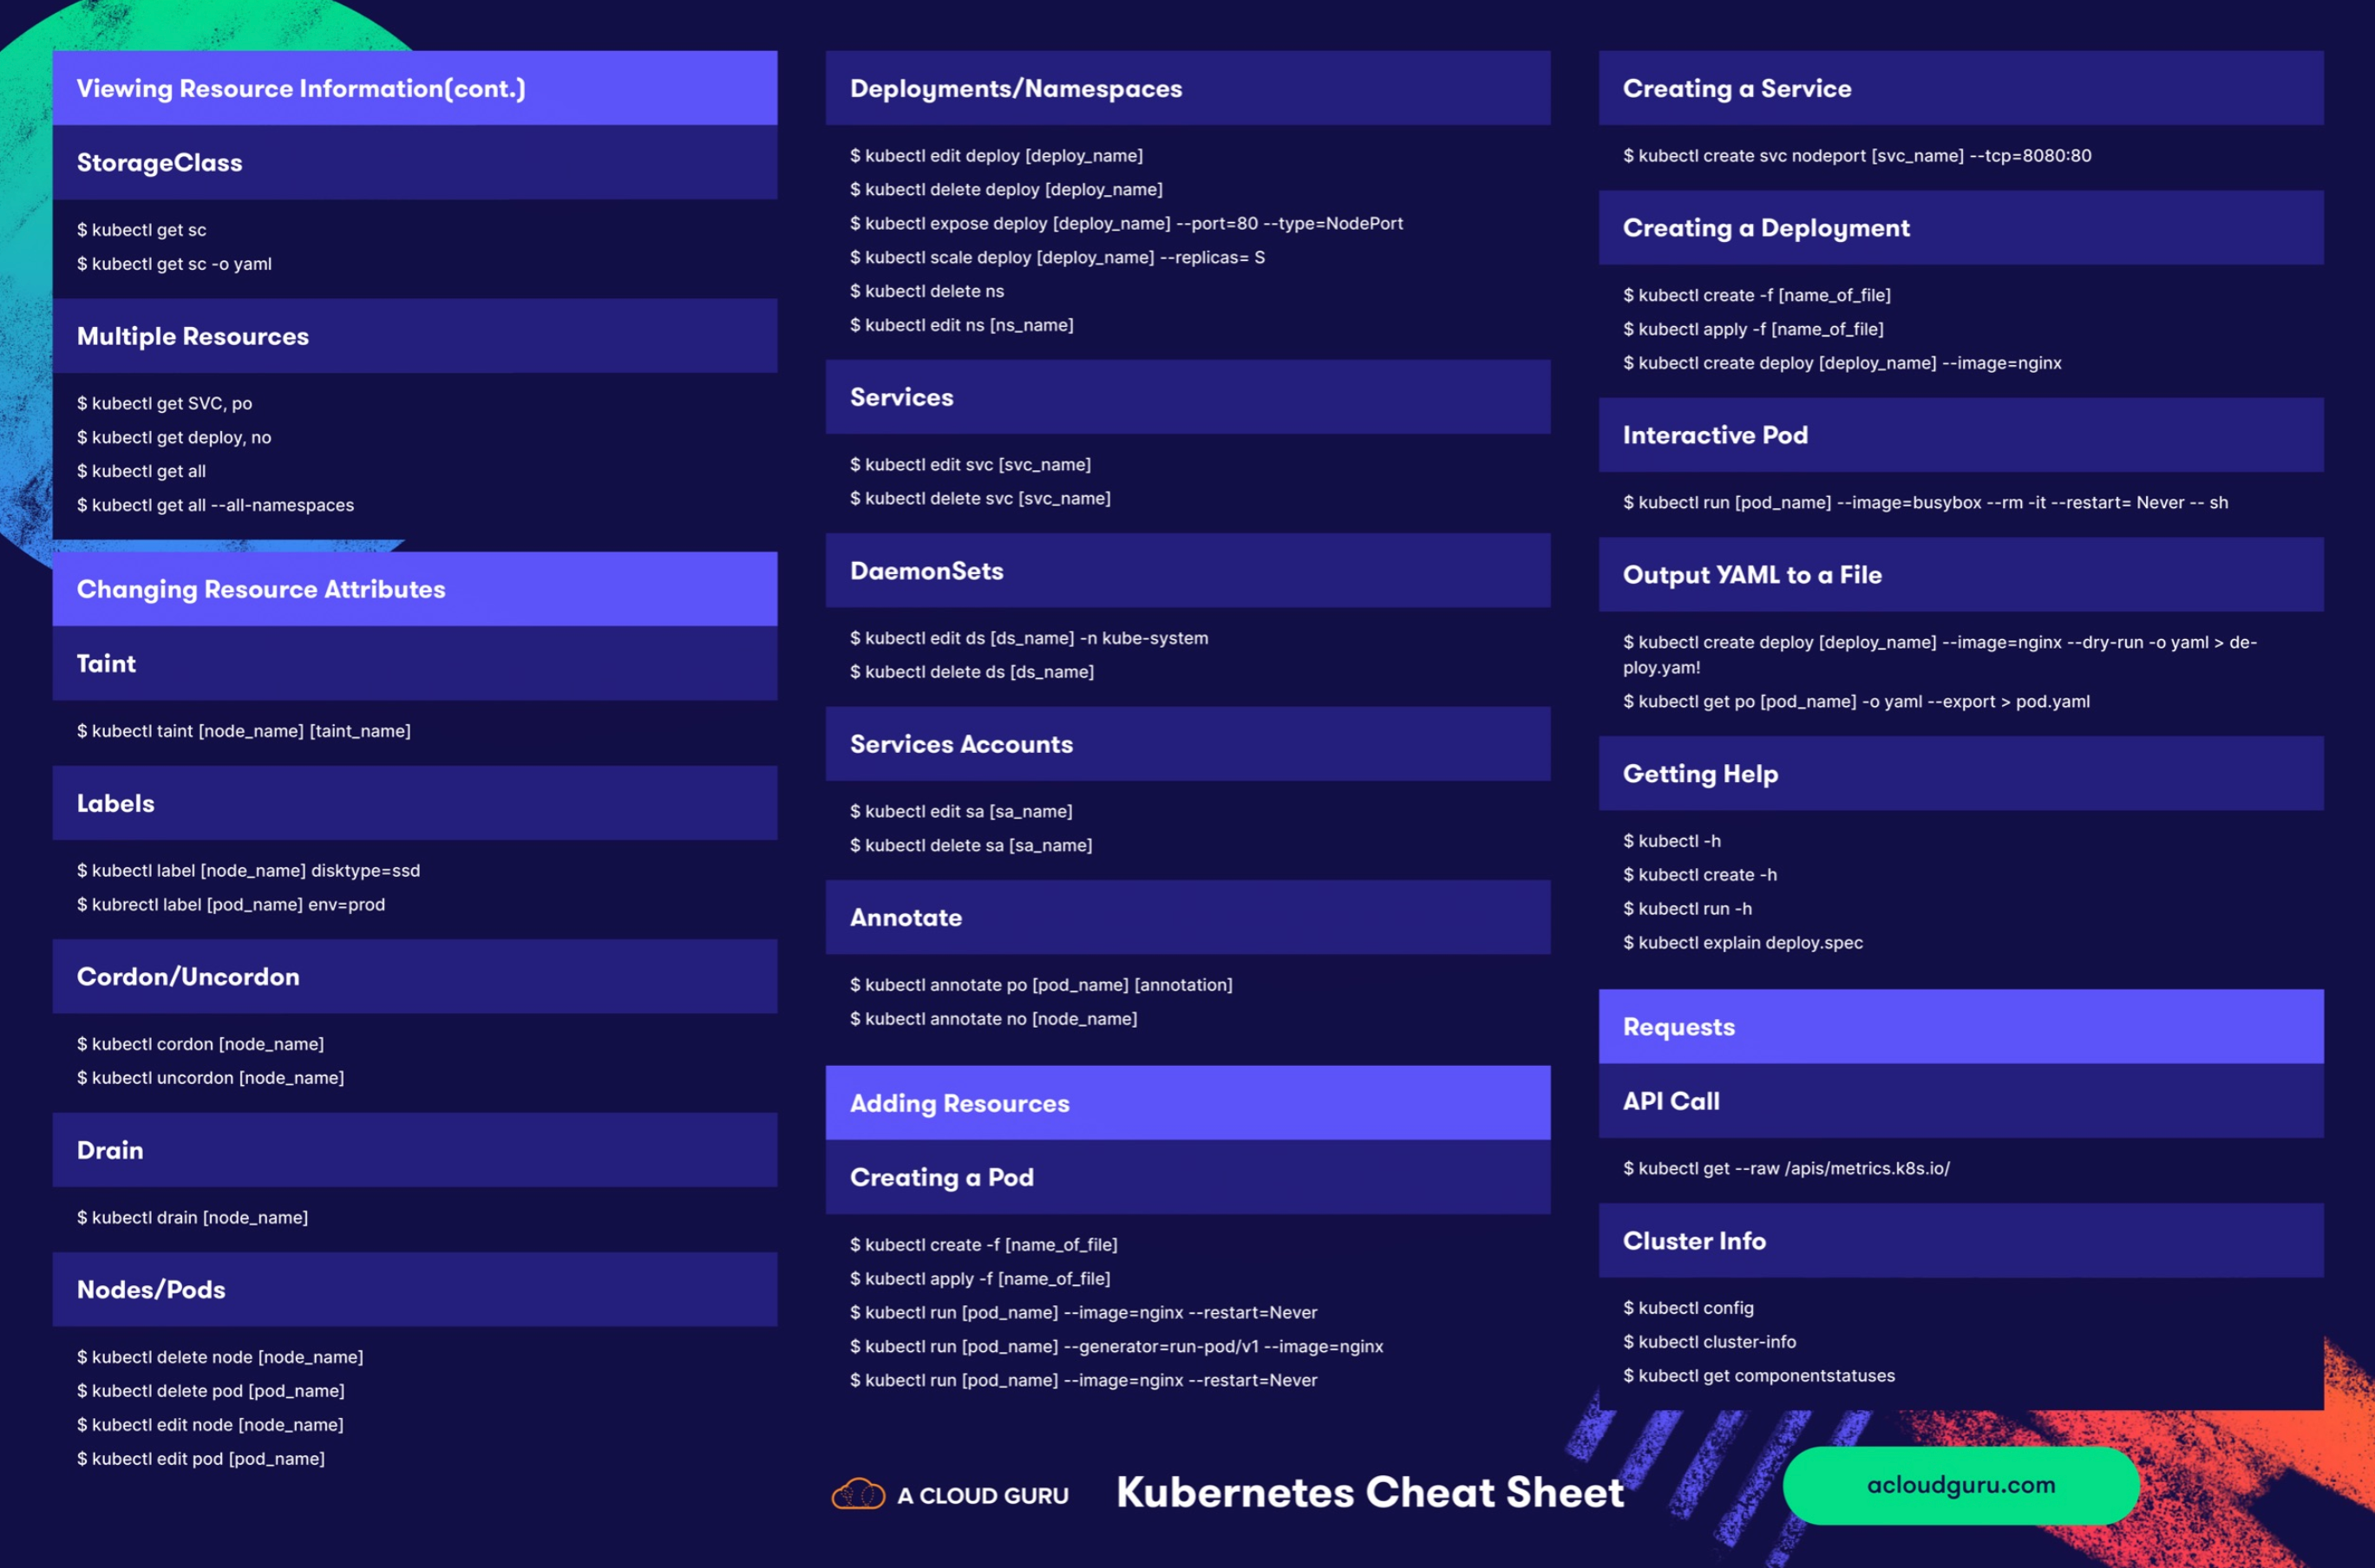 Viewing Resource Information(cont.)
StorageClass
$ kubectl get sc
$ kubectl get sc -o yaml
Multiple Resources
$ kubectl get SVC, po
$ kubectl get deploy, no
$ kubectl get all
$ kubectl get all --all-namespaces
Changing Resource Attributes
Taint
$ kubectl taint [node_name] [taint_name]
Labels
$ kubectl label [node_name] disktype=ssd
$ kubrectl label [pod_name] env=prod
Cordon/Uncordon
$ kubectl cordon [node_name]
$ kubectl uncordon [node_name]
Drain
$ kubectl drain [node_name]
Nodes/Pods
$ kubectl delete node [node_name]
$ kubectl delete pod [pod_name]
$ kubectl edit node [node_name]
$ kubectl edit pod [pod_name]
Deployments/Namespaces
$ kubectl edit deploy [deploy_name]
$ kubectl delete deploy [deploy_name]
$ kubectl expose deploy [deploy_name] --port=80 --type=NodePort
$ kubectl scale deploy [deploy_name] --replicas= S
$ kubectl delete ns
$ kubectl edit ns [ns_name]
Services
$ kubectl edit svc [svc_name]
$ kubectl delete svc [svc_name]
DaemonSets
$ kubectl edit ds [ds_name] -n kube-system
$ kubectl delete ds [ds_name]
Services Accounts
$ kubectl edit sa [sa_name]
$ kubectl delete sa [sa_name]
Annotate
$ kubectl annotate po [pod_name] [annotation]
$ kubectl annotate no [node_name]
Adding Resources
Creating a Pod
$ kubectl create -f [name_of_file]
$ kubectl apply -f [name_of_file]
$ kubectl run [pod_name] --image=nginx --restart=Never
$ kubectl run [pod_name] --generator=run-pod/v1 --image=nginx
$ kubectl run [pod_name] --image=nginx --restart=Never
Creating a Service
$ kubectl create svc nodeport [svc_name] --tcp=8080:80
Creating a Deployment
$ kubectl create -f [name_of_file]
$ kubectl apply -f [name_of_file]
$ kubectl create deploy [deploy_name] --image=nginx
Interactive Pod
$ kubectl run [pod_name] --image=busybox --rm -it --restart= Never -- sh
Output YAML to a File
$ kubectl create deploy [deploy_name] --image=nginx --dry-run -o yaml > de-
ploy.yam!
$ kubectl get po [pod_name] -o yaml --export > pod.yaml
Getting Help
$ kubectl -h
$ kubectl create -h
$ kubectl run -h
$ kubectl explain deploy.spec
Requests
API Call
$ kubectl get --raw /apis/metrics.k8s.io/
Cluster Info
$ kubectl config
$ kubectl cluster-info
$ kubectl get componentstatuses
A CLOUD GURU
Kubernetes Cheat Sheet
acloudguru.com